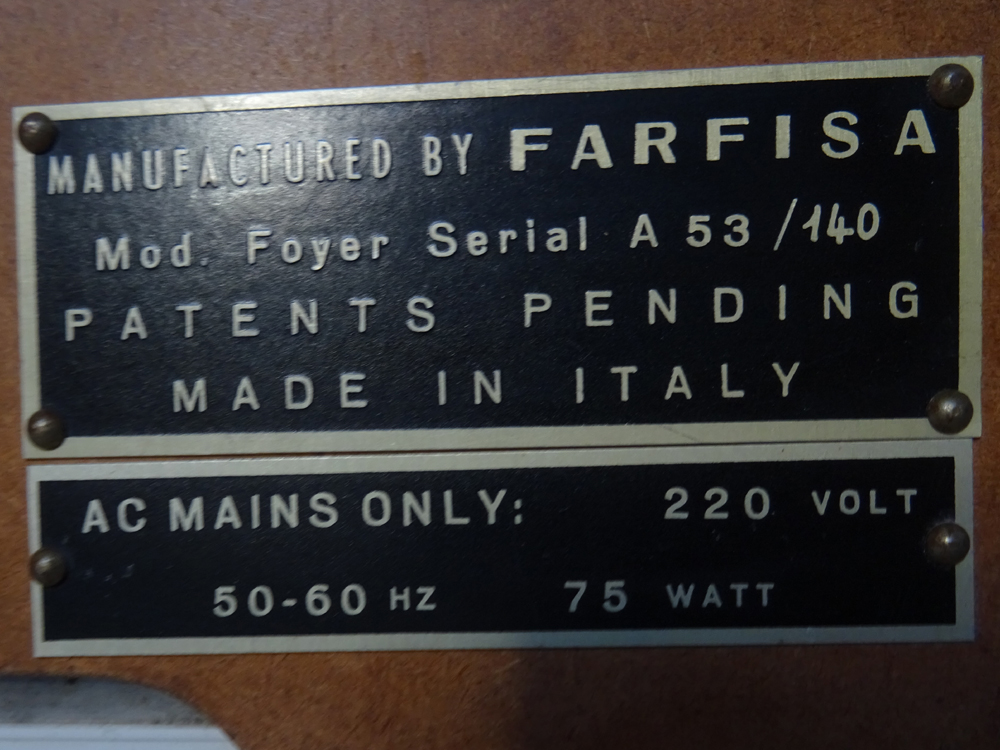 MANUFACTURED BY FARFISA
Mod. Foyer Serial A 53 /140
PATENTS PENDING
MADE IN ITALY
AC MAINS ONLY: 220 VOLT
50-60 HZ 75 WATT